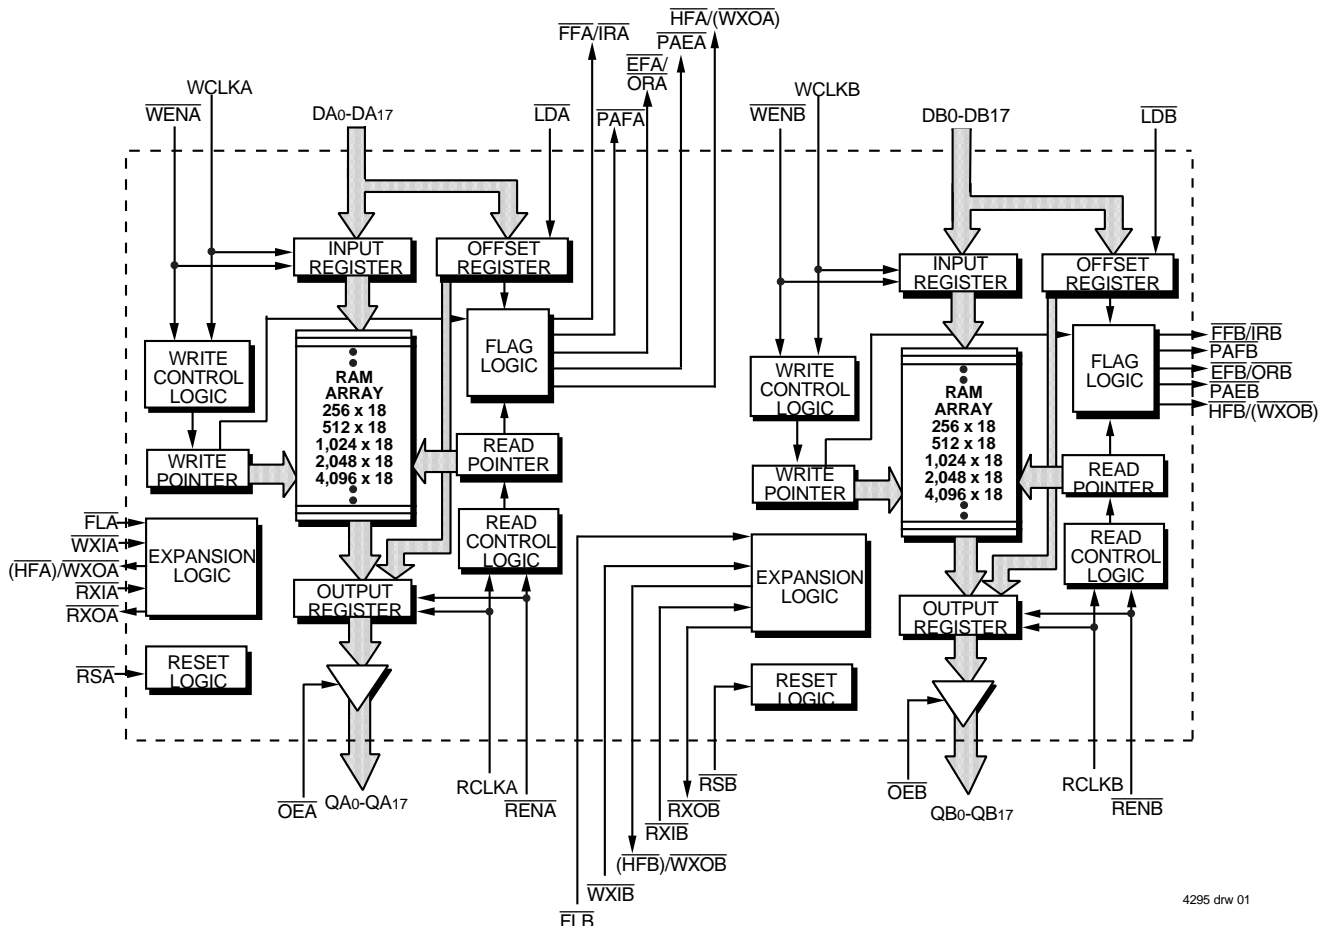 HFA/(WXOA)
FFA/IRA
PAEA
EFA/
ORA
WCLKA
WCLKB
WENA
DA0-DA17
LDA
PAFA
WENB
DB0-DB17
LDB
INPUT
REGISTER
OFFSET
REGISTER
INPUT
REGISTER
OFFSET
REGISTER
WRITE
CONTROL
LOGIC
RAM
ARRAY
256 x 18
512 x 18
1,024 x 18
2,048 x 18
4,096 x 18
FLAG
LOGIC
WRITE
CONTROL
LOGIC
RAM
ARRAY
256 x 18
512 x 18
1,024 x 18
2,048 x 18
4,096 x 18
FLAG
LOGIC
FFB/IRB
PAFB
EFB/ORB
PAEB
HFB/(WXOB)
WRITE
POINTER
READ
POINTER
WRITE
POINTER
READ
POINTER
FLA
WXIA
(HFA)/WXOA
RXIA
RXOA
EXPANSION
LOGIC
READ
CONTROL
LOGIC
EXPANSION
LOGIC
READ
CONTROL
LOGIC
OUTPUT
REGISTER
OUTPUT
REGISTER
RSA
RESET
LOGIC
RESET
LOGIC
OEA
QA0-QA17
RCLKA
RENA
RSB
RXOB
RXIB
(HFB)/WXOB
WXIB
FLB
OEB
QB0-QB17
RCLKB
RENB
4295 drw 01